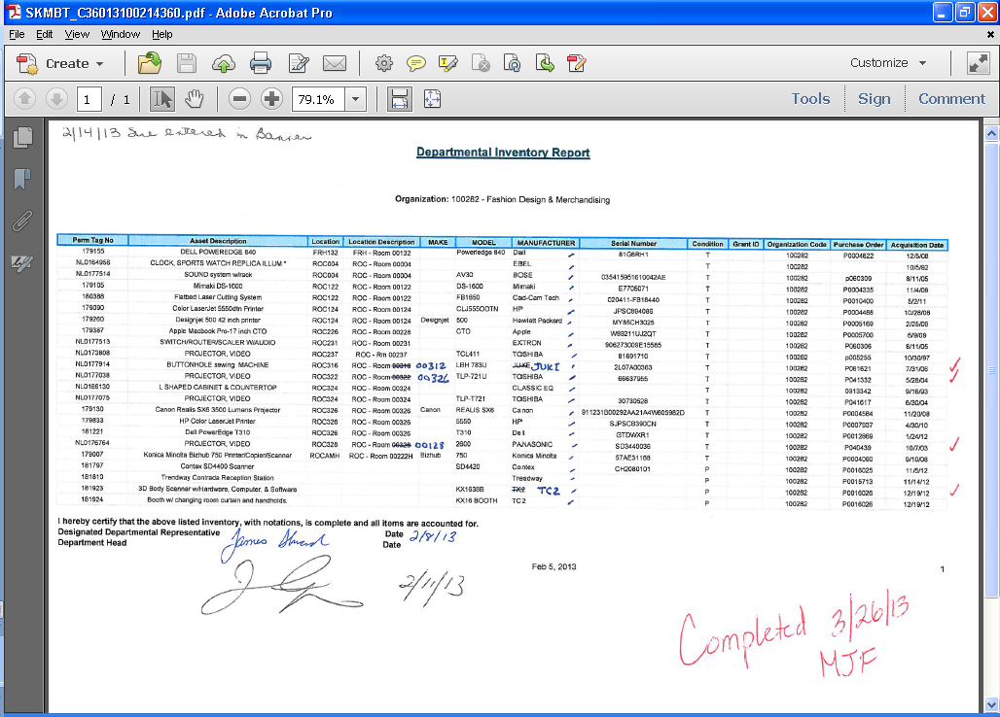 SKMBT_C36013100214360.pdf - Adobe Acrobat Pro
File Edit View Window Help
Create Customize
1 / 1 79.1% Tools Sign Comment
2/14/13 Sue entered in Banner
Departmental Inventory Report
Organization: 100282 - Fashion Design & Merchandising
Perm Tag No Asset Description Location Location Description MAKE MODEL MANUFACTURER Serial Number Condition Grant ID Organization Code Purchase Order Acquisition Date
179155 DELL POWEREDGE 840 FRH132 FRH - Room 00132 Poweredge 840 Dell 81G6RH1 T 100282 P0004822 12/5/08
NL0164956 CLOCK, SPORTS WATCH REPLICA ILLUM * ROC004 ROC - Room 00004 EBEL T 100282 10/5/92
NL0177514 SOUND system w/rack ROC004 ROC - Room 00004 AV30 BOSE 035415951610042AE T 100282 p060309 8/11/05
179105 Mimaki DS-1600 ROC122 ROC - Room 00122 DS-1600 Mimaki E7705071 T 100282 P0004335 11/4/08
180388 Flatbed Laser Cutting System ROC122 ROC - Room 00122 FB1650 Cad-Cam Tech 020411-FB18440 T 100282 P0010400 5/2/11
179090 Color LaserJet 5550dtn Printer ROC124 ROC - Room 00124 CLJ5550DTN HP JPSC894086 T 100282 P0004488 10/28/08
179260 Designjet 500 42 inch printer ROC124 ROC - Room 00124 Designjet 500 Hewlett Packard MY85CH3025 T 100282 P0005169 2/25/09
179387 Apple Macbook Pro-17 inch CTO ROC226 ROC - Room 00226 CTO Apple W89211UJ2QT T 100282 P0005700 6/9/09
NL0177513 SWITCH/ROUTER/SCALER W/AUDIO ROC231 ROC - Room 00231 EXTRON 906273009E15565 T 100282 P060306 8/11/05
NL0173808 PROJECTOR, VIDEO ROC237 ROC - Rm 00237 TCL411 TOSHIBA 81691710 T 100282 p005255 10/30/97
NL0177914 BUTTONHOLE sewing MACHINE ROC316 ROC - Room 00316 00312 LBH 783U JUKE JUKI 2L07A00363 T 100282 P061621 7/31/06
NL0177038 PROJECTOR, VIDEO ROC322 ROC - Room 00322 00326 TLP-721U TOSHIBA 66637955 T 100282 P041332 5/28/04
NL0166130 L SHAPED CABINET & COUNTERTOP ROC324 ROC - Room 00324 CLASSIC EQ T 100282 0313342 9/16/93
NL0177075 PROJECTOR, VIDEO ROC324 ROC - Room 00324 TLP-T721 TOSHIBA 30730528 T 100282 P041617 6/30/04
179130 Canon Realis SX6 3500 Lumens Projector ROC326 ROC - Room 00326 Canon REALIS SX6 Canon 911231B00292AA21A4W605982D T 100282 P0004584 11/20/08
179833 HP Color LaserJet Printer ROC326 ROC - Room 00326 5550 HP SJPSCB390CN T 100282 P0007937 4/30/10
181221 Dell PowerEdge T310 ROC326 ROC - Room 00326 T310 Dell GTDWXR1 T 100282 P0012869 1/24/12
NL0176764 PROJECTOR, VIDEO ROC328 ROC - Room 00328 00128 2600 PANASONIC SD3440036 T 100282 P040439 10/7/03
179007 Konica Minolta Bizhub 750 Printer/Copier/Scanner ROCAMH ROC - Room 00222H Bizhub 750 Konica Minolta 57AE31168 T 100282 P0004060 9/10/08
181797 Contex SD4400 Scanner SD4420 Contex CH2080101 P 100282 P0016025 11/5/12
181810 Trendway Contrada Reception Station Treadway P 100282 P0015713 11/14/12
181923 3D Body Scanner w/Hardware, Computer, & Software KX1638B TX2 TC2 P 100282 P0016026 12/19/12
181924 Booth w/ changing room curtain and handholds. KX16 BOOTH TC2 P 100282 P0016026 12/19/12
I hereby certify that the above listed inventory, with notations, is complete and all items are accounted for.
Designated Departmental Representative James Date 2/8/13
Department Head Date
2/11/13
Feb 5, 2013 1
Completed 3/26/13
MJF